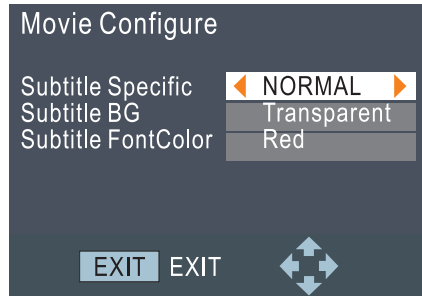 Movie Configure
Subtitle Specific NORMAL
Subtitle BG Transparent
Subtitle FontColor Red
EXIT EXIT